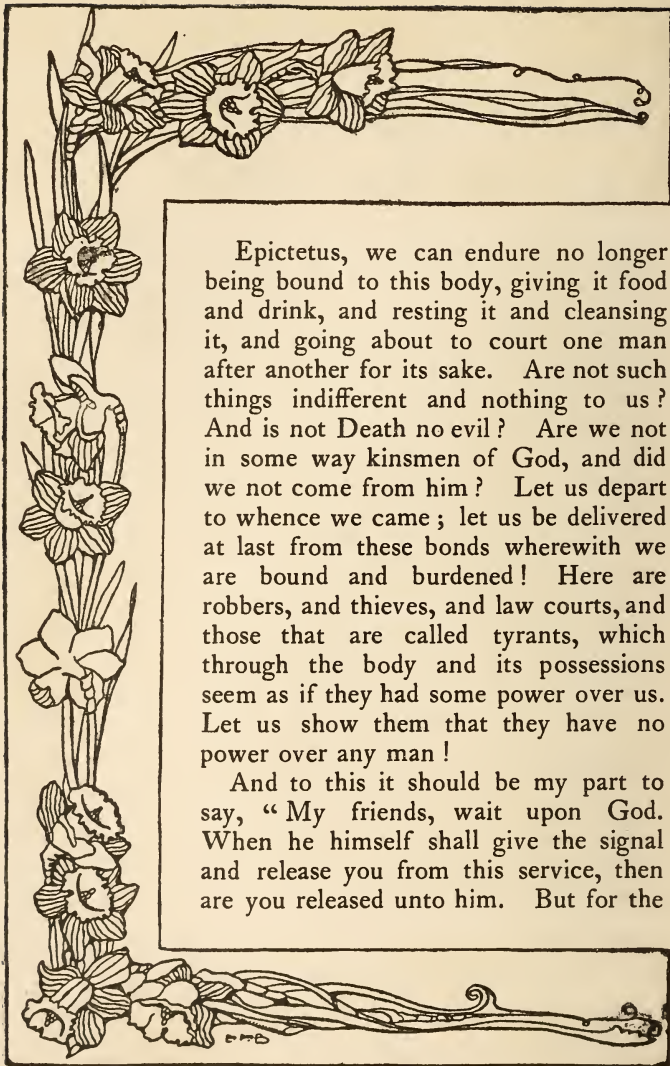 Epictetus, we can endure no longer
being bound to this body, giving it food
and drink, and resting it and cleansing
it, and going about to court one man
after another for its sake. Are not such
things indifferent and nothing to us ?
And is not Death no evil ? Are we not
in some way kinsmen of God, and did
we not come from him ? Let us depart
to whence we came ; let us be delivered
at last from these bonds wherewith we
are bound and burdened ! Here are
robbers, and thieves, and law courts, and
those that are called tyrants, which
through the body and its possessions
seem as if they had some power over us.
Let us show them that they have no
power over any man !
And to this it should be my part to
say, “ My friends, wait upon God.
When he himself shall give the signal
and release you from this service, then
are you released unto him. But for the